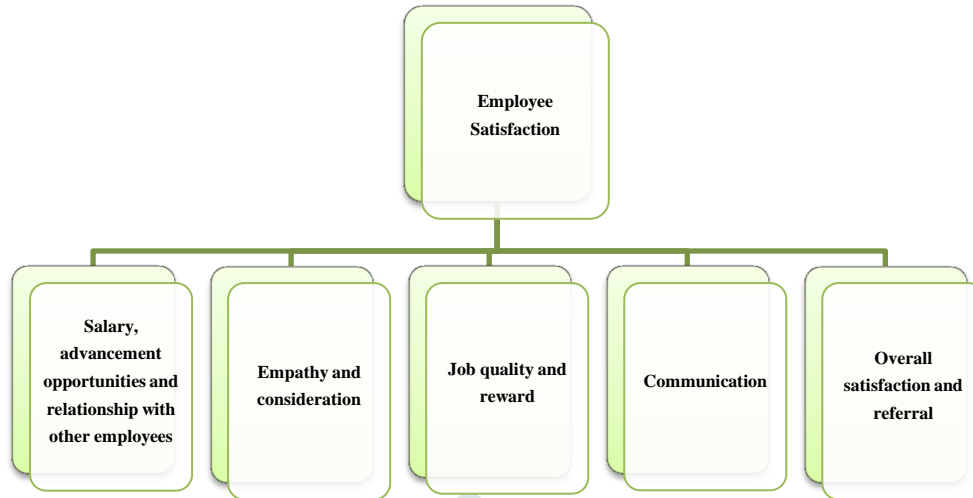 Employee
Satisfaction
Salary,
advancement
opportunities and
relationship with
other employees
Empathy and
consideration
Job quality and
reward
Communication
Overall
satisfaction and
referral